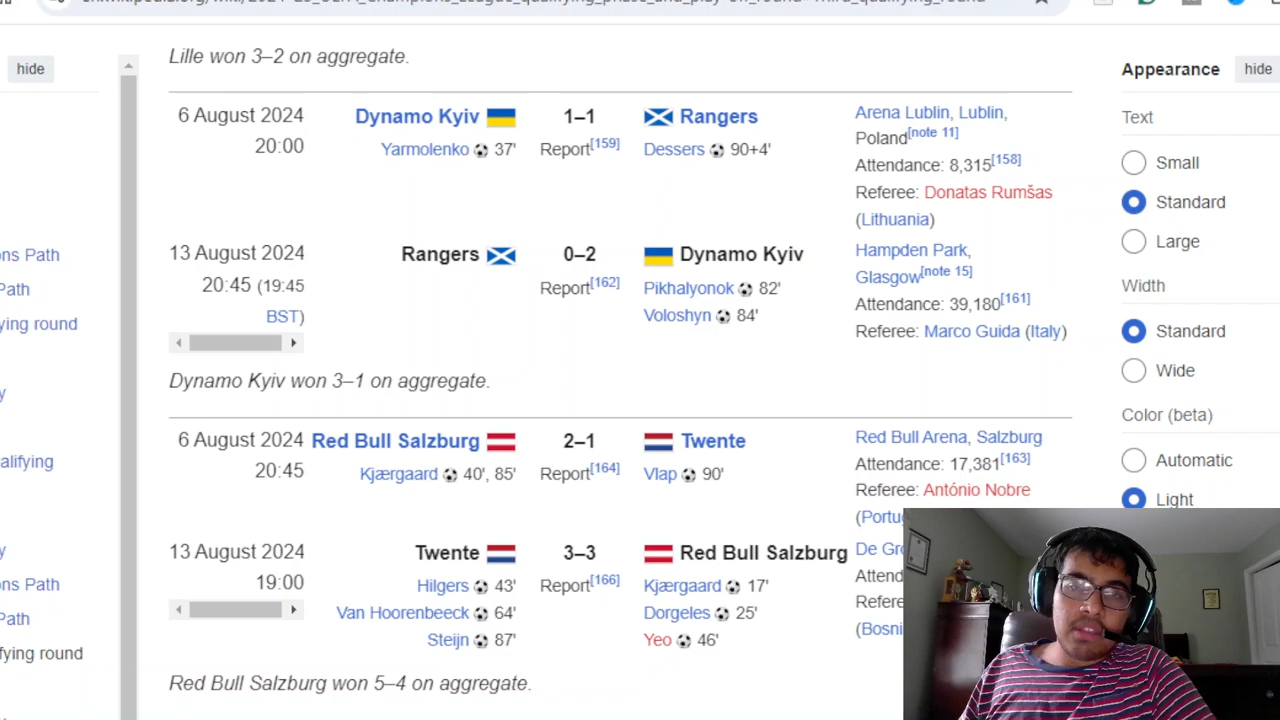 hide
Lille won 3–2 on aggregate.
6 August 2024
20:00
Dynamo Kyiv
1–1
Rangers
Yarmolenko 37'
Report[159]
Dessers 90+4'
Arena Lublin, Lublin,
Poland[note 11]
Attendance: 8,315[158]
Referee: Donatas Rumšas
(Lithuania)
13 August 2024
20:45 (19:45
BST)
Rangers
0–2
Dynamo Kyiv
Report[162]
Pikhalyonok 82'
Voloshyn 84'
Hampden Park,
Glasgow[note 15]
Attendance: 39,180[161]
Referee: Marco Guida (Italy)
Dynamo Kyiv won 3–1 on aggregate.
6 August 2024
20:45
Red Bull Salzburg
2–1
Twente
Kjærgaard 40', 85'
Report[164]
Vlap 90'
Red Bull Arena, Salzburg
Attendance: 17,381[163]
Referee: António Nobre
13 August 2024
19:00
Twente
3–3
Red Bull Salzburg
Hilgers 43'
Van Hoorenbeeck 64'
Steijn 87'
Report[166]
Kjærgaard 17'
Dorgeles 25'
Yeo 46'
Red Bull Salzburg won 5–4 on aggregate.
Path
round
Path
round
Appearance
hide
Text
Small
Standard
Large
Width
Standard
Wide
Color (beta)
Automatic
Light